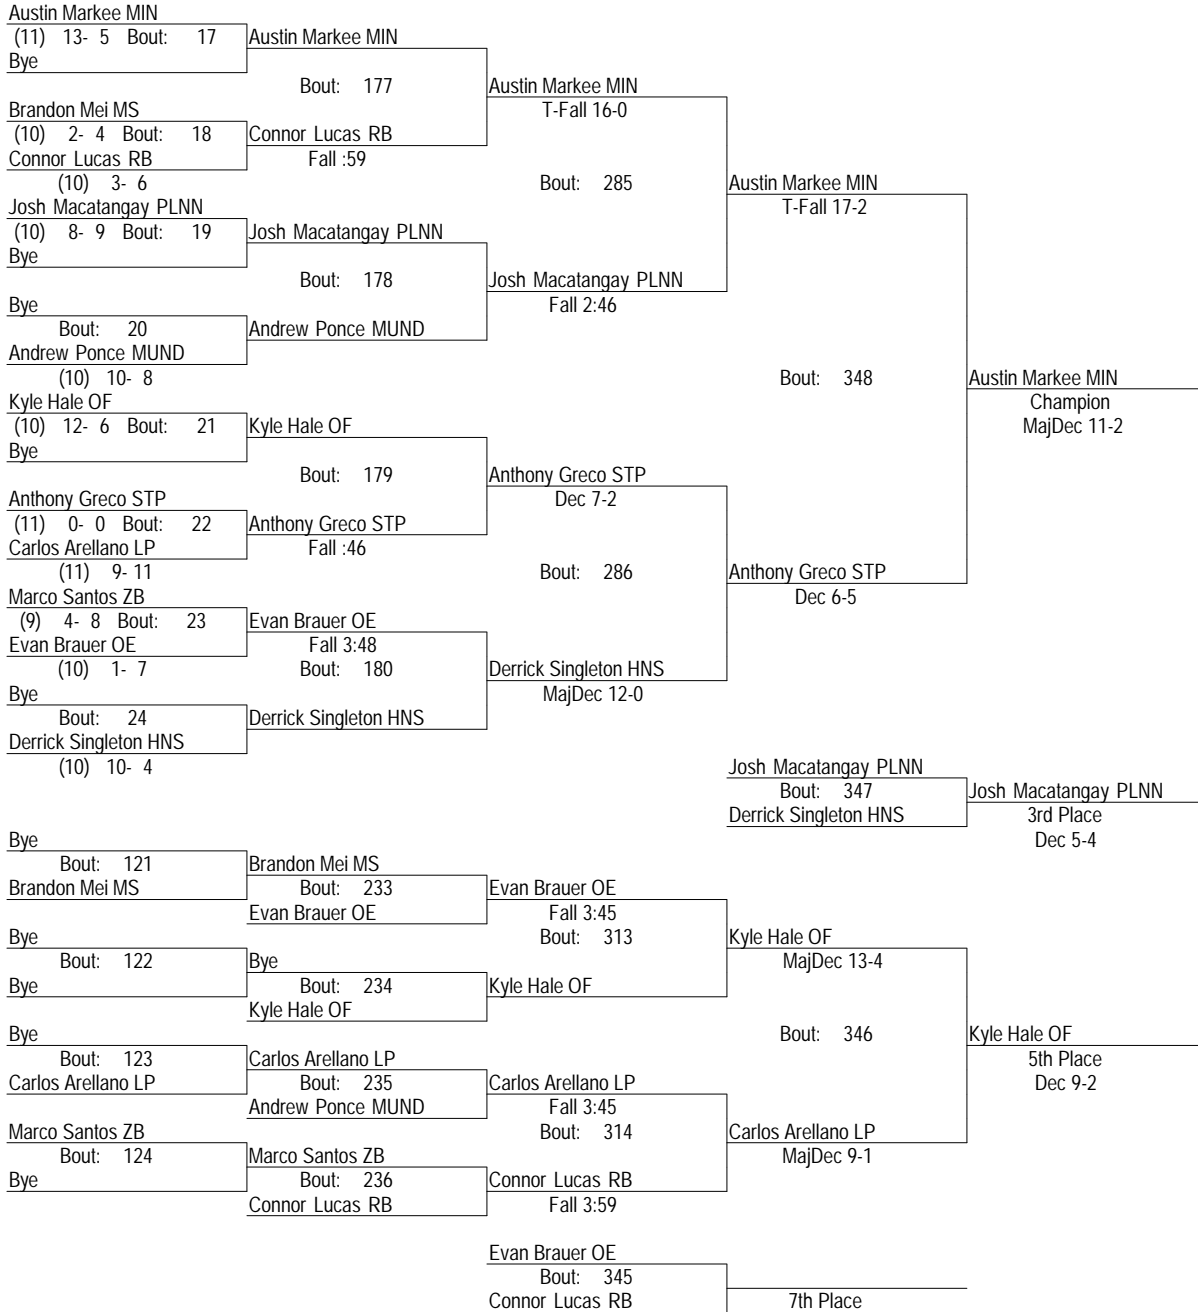 Austin Markee MIN
(11) 13- 5 Bout: 17 Austin Markee MIN
Bye
Bout: 177 Austin Markee MIN
Brandon Mei MS T-Fall 16-0
(10) 2- 4 Bout: 18 Connor Lucas RB
Connor Lucas RB Fall :59
(10) 3- 6 Bout: 285 Austin Markee MIN
Josh Macatangay PLNN T-Fall 17-2
(10) 8- 9 Bout: 19 Josh Macatangay PLNN
Bye
Bout: 178 Josh Macatangay PLNN
Bye Fall 2:46
Bout: 20 Andrew Ponce MUND
Andrew Ponce MUND
(10) 10- 8 Bout: 348 Austin Markee MIN
Kyle Hale OF Champion
(10) 12- 6 Bout: 21 Kyle Hale OF MajDec 11-2
Bye
Bout: 179 Anthony Greco STP
Anthony Greco STP Dec 7-2
(11) 0- 0 Bout: 22 Anthony Greco STP
Carlos Arellano LP Fall :46
(11) 9- 11 Bout: 286 Anthony Greco STP
Marco Santos ZB Dec 6-5
(9) 4- 8 Bout: 23 Evan Brauer OE
Evan Brauer OE Fall 3:48
(10) 1- 7 Bout: 180 Derrick Singleton HNS
Bye MajDec 12-0
Bout: 24 Derrick Singleton HNS
Derrick Singleton HNS
(10) 10- 4 Josh Macatangay PLNN
Bout: 347 Josh Macatangay PLNN
Derrick Singleton HNS 3rd Place
Bye Dec 5-4
Bout: 121 Brandon Mei MS
Brandon Mei MS Bout: 233 Evan Brauer OE
Evan Brauer OE Fall 3:45
Bye Bout: 313 Kyle Hale OF
Bout: 122 Bye MajDec 13-4
Bye Bout: 234 Kyle Hale OF
Kyle Hale OF
Bye Bout: 346 Kyle Hale OF
Bout: 123 Carlos Arellano LP 5th Place
Carlos Arellano LP Bout: 235 Carlos Arellano LP Dec 9-2
Andrew Ponce MUND Fall 3:45
Marco Santos ZB Bout: 314 Carlos Arellano LP
Bout: 124 Marco Santos ZB MajDec 9-1
Bye Bout: 236 Connor Lucas RB
Connor Lucas RB Fall 3:59
Evan Brauer OE
Bout: 345
Connor Lucas RB 7th Place